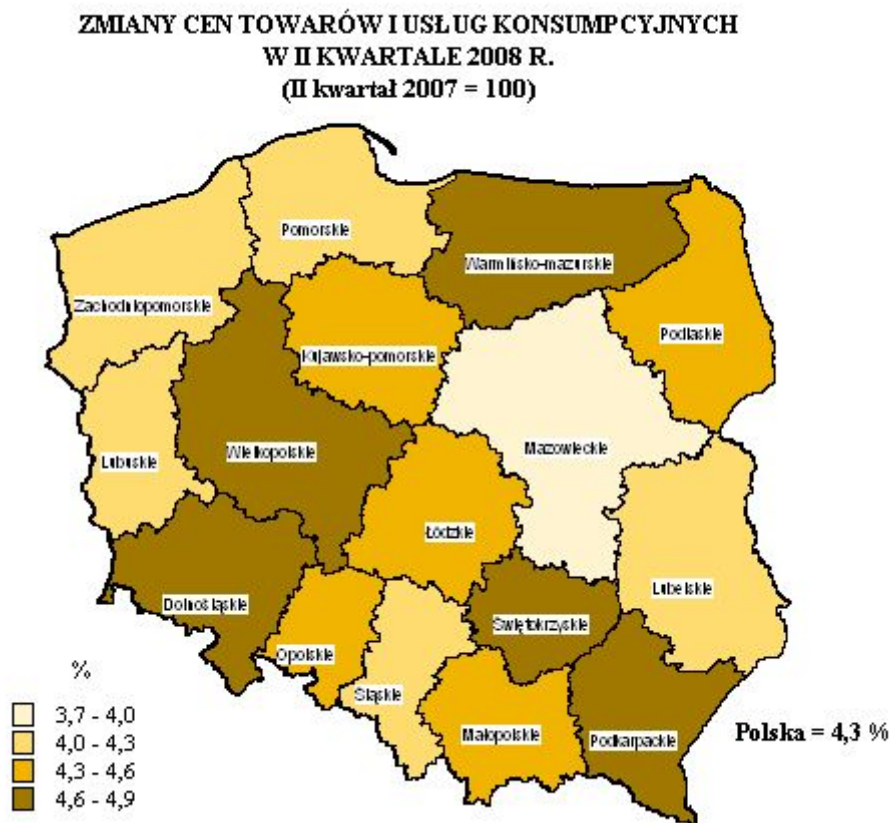 ZMIANY CEN TOWARÓW I USŁUG KONSUMPCYJNYCH
W II KWARTALE 2008 R.
(II kwartał 2007 = 100)
Pomorskie
Warmińsko-mazurskie
Zachodniopomorskie
Podlaskie
Kujawsko-pomorskie
Mazowieckie
Wielkopolskie
Lubuskie
Łódzkie
Lubelskie
Dolnośląskie
Świętokrzyskie
Opolskie
Śląskie
Małopolskie
Podkarpackie
Polska = 4,3 %
%
3,7 - 4,0
4,0 - 4,3
4,3 - 4,6
4,6 - 4,9